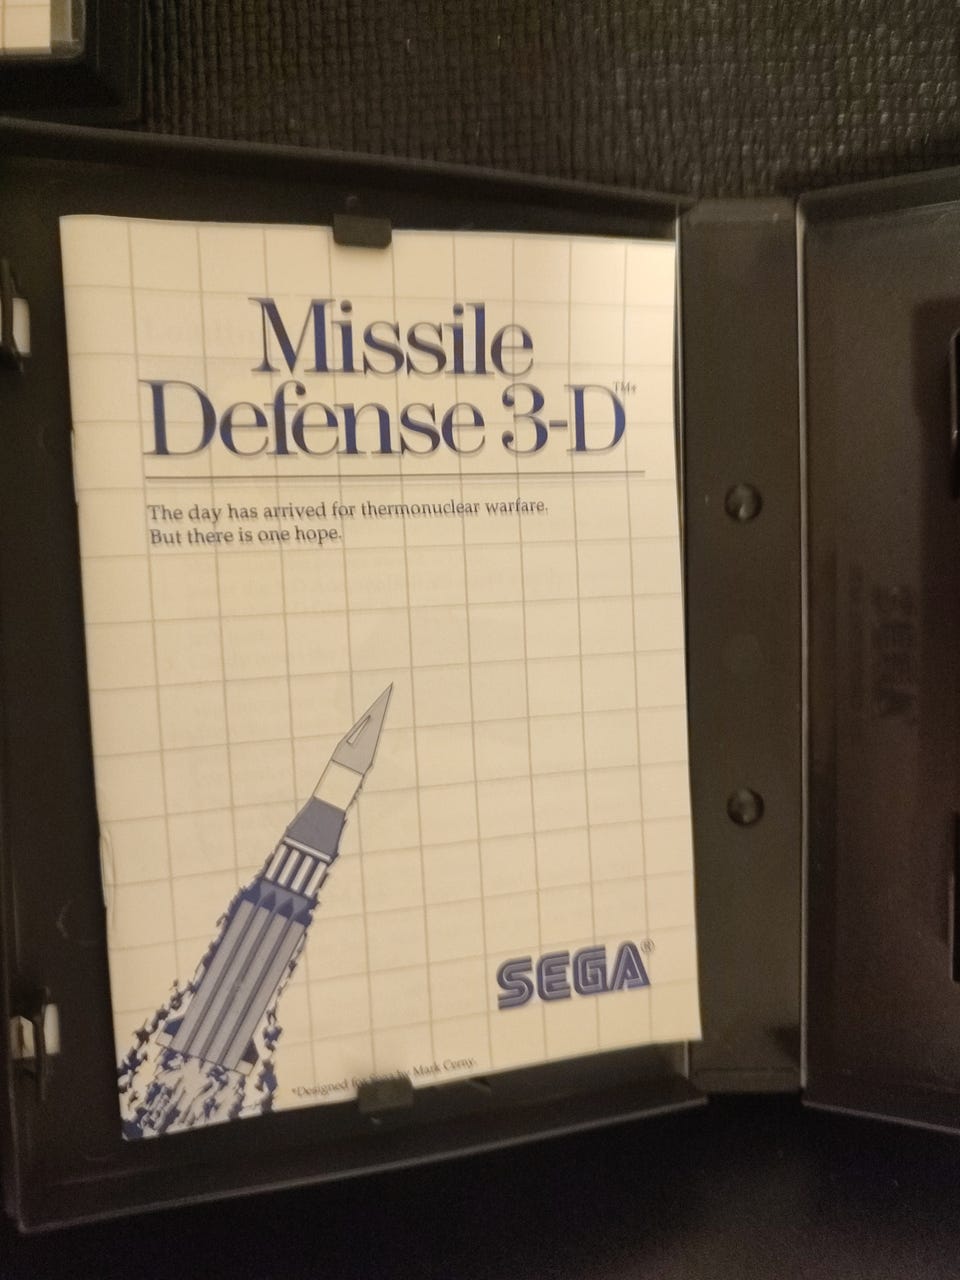 Missile
Defense 3-D™*
The day has arrived for thermonuclear warfare.
But there is one hope.
SEGA®
*Designed for Sega by Mark Cerny.
SEGA